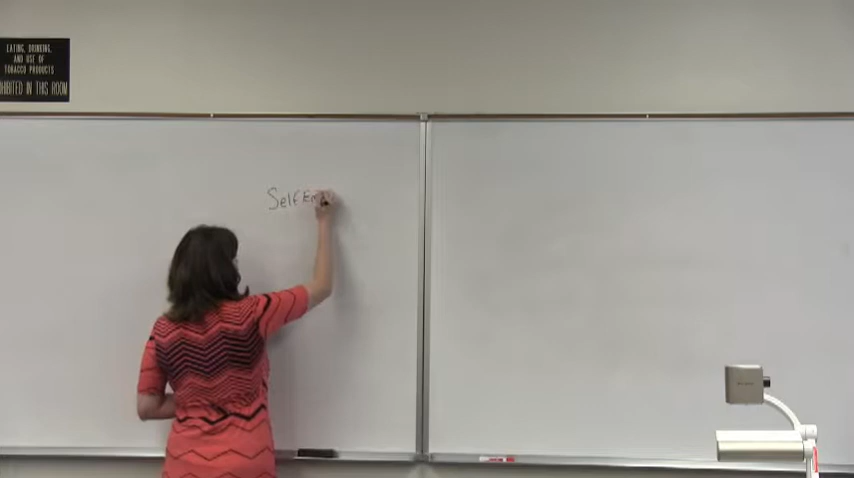 EATING, DRINKING,
AND USE OF
TOBACCO PRODUCTS
HIBITED IN THIS ROOM
Self